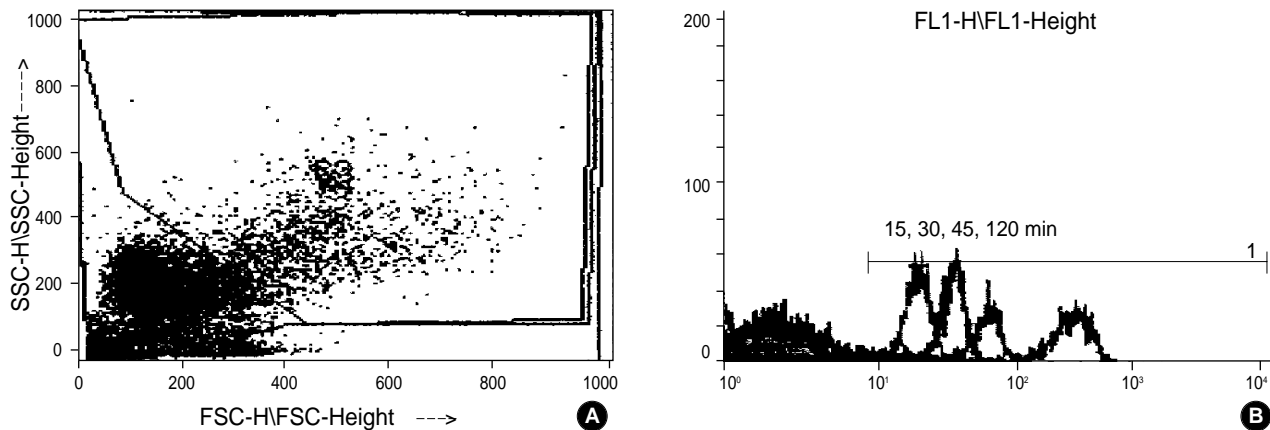 1000
800
600
400
200
0
SSC-H\SSC-Height---->
R3
0 200 400 600 800 1000
FSC-H\FSC-Height --->
A
FL1-H\FL1-Height
200
100
0
15, 30, 45, 120 min
1
10⁰ 10¹ 10² 10³ 10⁴
B